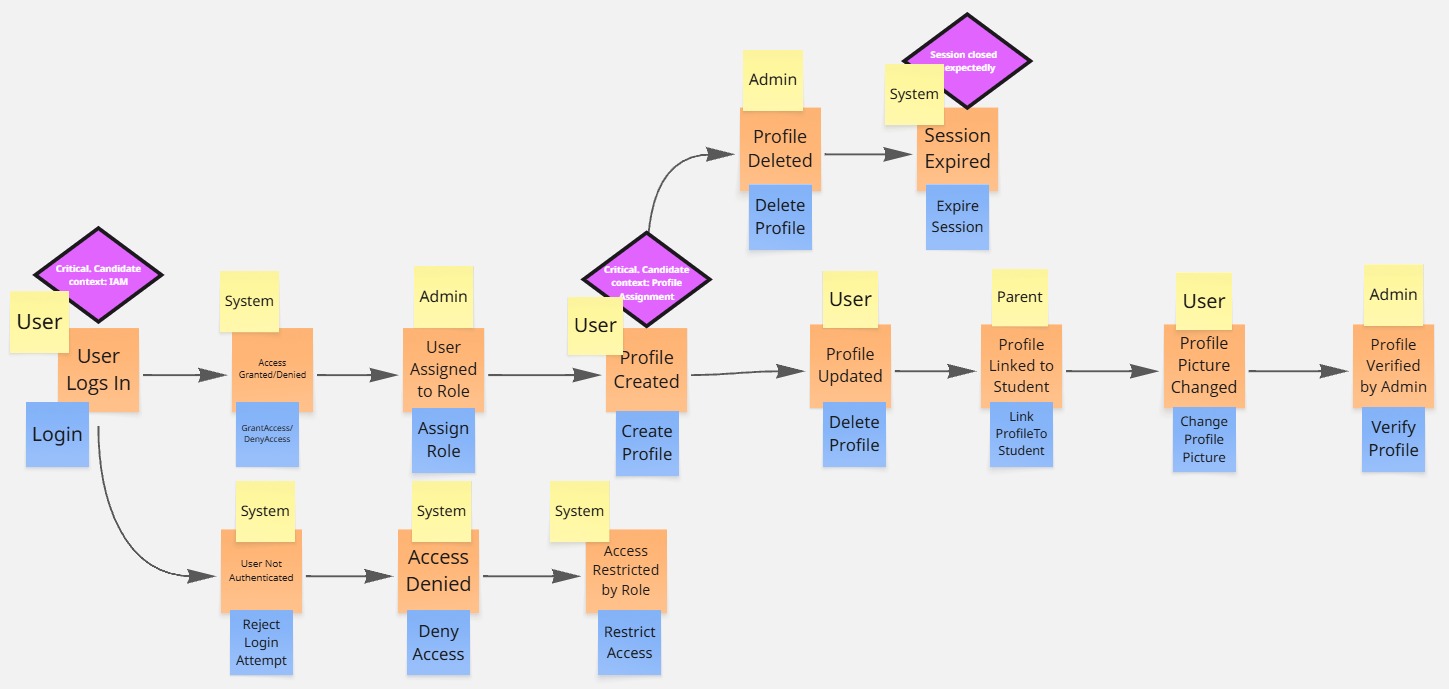 Session closed
expectedly
Admin
System
Profile
Deleted
Session
Expired
Delete
Profile
Expire
Session
Critical. Candidate
context: IAM
Critical. Candidate
context: Profile
Assignment
User
System
Admin
User
User
Parent
User
Admin
User
Logs In
Access
Granted/Denied
User
Assigned
to Role
Profile
Created
Profile
Updated
Profile
Linked to
Student
Profile
Picture
Changed
Profile
Verified
by Admin
Login
GrantAccess/
DenyAccess
Assign
Role
Create
Profile
Delete
Profile
Link
ProfileTo
Student
Change
Profile
Picture
Verify
Profile
System
System
System
User Not
Authenticated
Access
Denied
Access
Restricted
by Role
Reject
Login
Attempt
Deny
Access
Restrict
Access